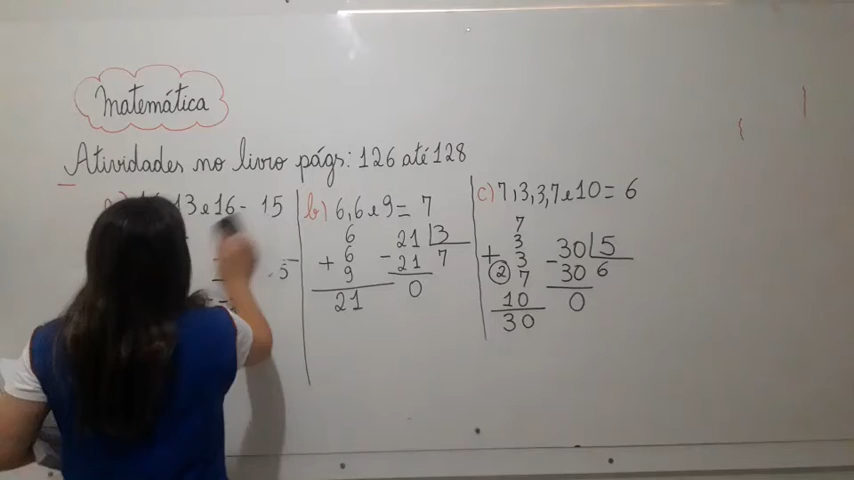 Matemática
Atividades no livro págs: 126 até 128
13 e 16 - 15
5
b) 6, 6 e 9 = 7
6
+ 6
9
21
21 | 3
- 21 7
0
c) 7, 3, 3, 7 e 10 = 6
7
3
+ 3
② 7
10
30
30 | 5
- 30 6
0